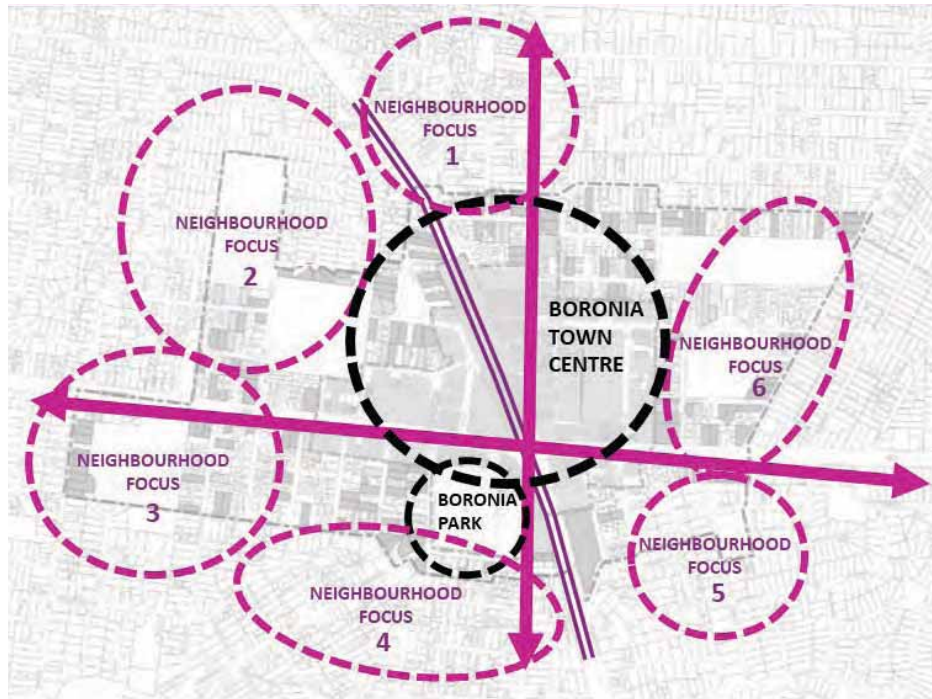 NEIGHBOURHOOD
FOCUS
1
NEIGHBOURHOOD
FOCUS
2
BORONIA
TOWN
CENTRE
NEIGHBOURHOOD
FOCUS
6
NEIGHBOURHOOD
FOCUS
3
BORONIA
PARK
NEIGHBOURHOOD
FOCUS
5
NEIGHBOURHOOD
FOCUS
4